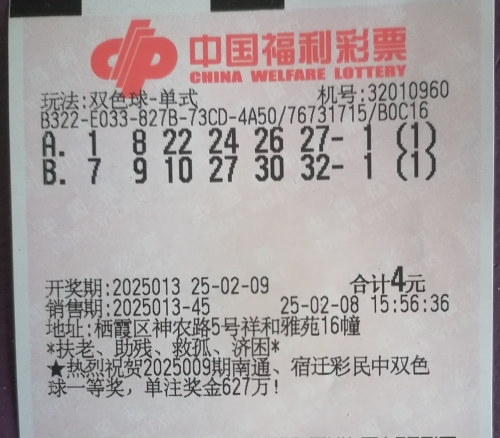 中国福利彩票
CHINA WELFARE LOTTERY
玩法:双色球-单式 机号:32010960
B322-E033-827B-73CD-4A50/76731715/B0C16
A. 1 8 22 24 26 27- 1 (1)
B. 7 9 10 27 30 32- 1 (1)
开奖期:2025013 25-02-09 合计4元
销售期:2025013-45 25-02-08 15:56:36
地址:栖霞区神农路5号祥和雅苑16幢
*扶老、助残、救孤、济困*
★热烈祝贺2025009期南通、宿迁彩民中双色
球一等奖，单注奖金627万!